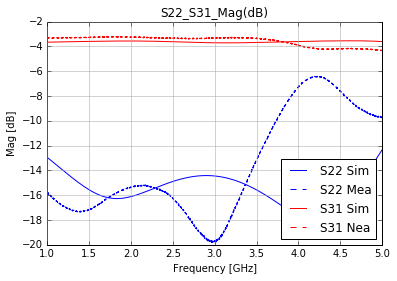 S22_S31_Mag(dB)
Mag [dB]
−2
−4
−6
−8
−10
−12
−14
−16
−18
−20
S22 Sim
S22 Mea
S31 Sim
S31 Nea
1.0 1.5 2.0 2.5 3.0 3.5 4.0 4.5 5.0
Frequency [GHz]